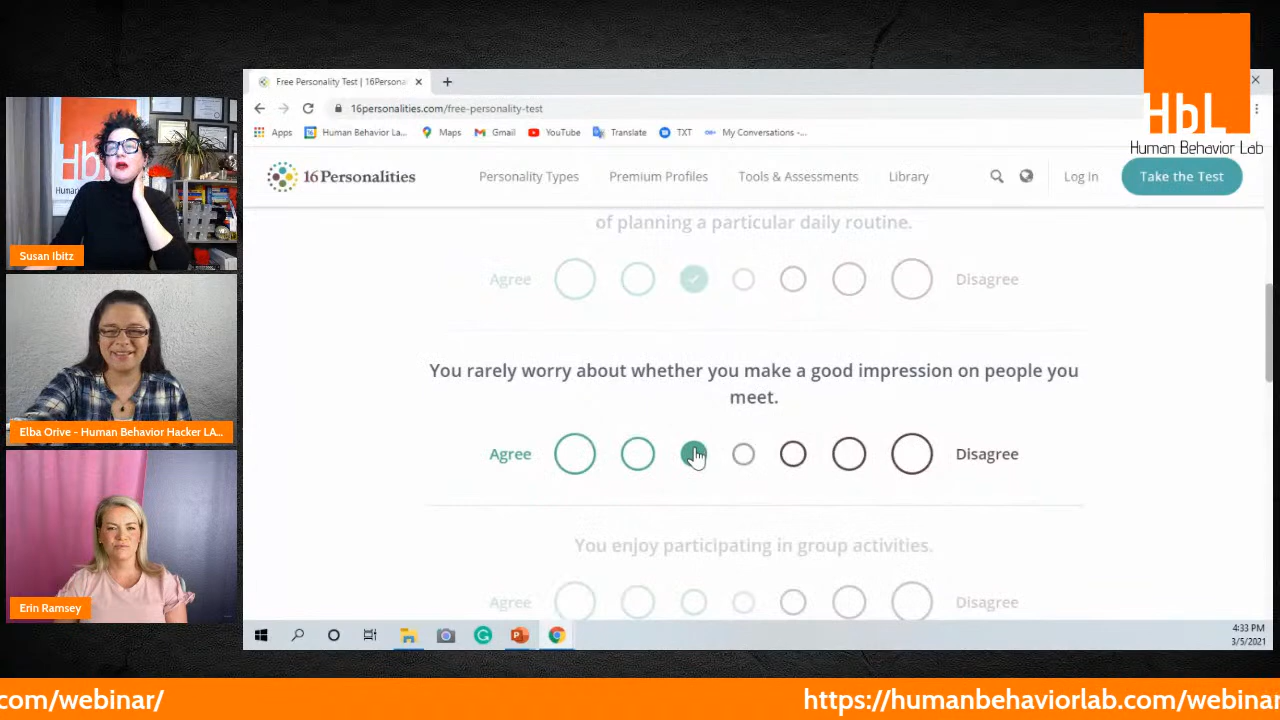 HbL
Human Behavior Lab
Free Personality Test | 16Persona
16personalities.com/free-personality-test
Apps
Human Behavior La...
Maps
Gmail
YouTube
Translate
TXT
My Conversations -...
16Personalities
Personality Types
Premium Profiles
Tools & Assessments
Library
Log In
Take the Test
of planning a particular daily routine.
Agree
Disagree
You rarely worry about whether you make a good impression on people you
meet.
Agree
Disagree
You enjoy participating in group activities.
Agree
Disagree
Susan Ibitz
Elba Orive - Human Behavior Hacker LA...
Erin Ramsey
4:33 PM
3/5/2021
.com/webinar/
https://humanbehaviorlab.com/webinar